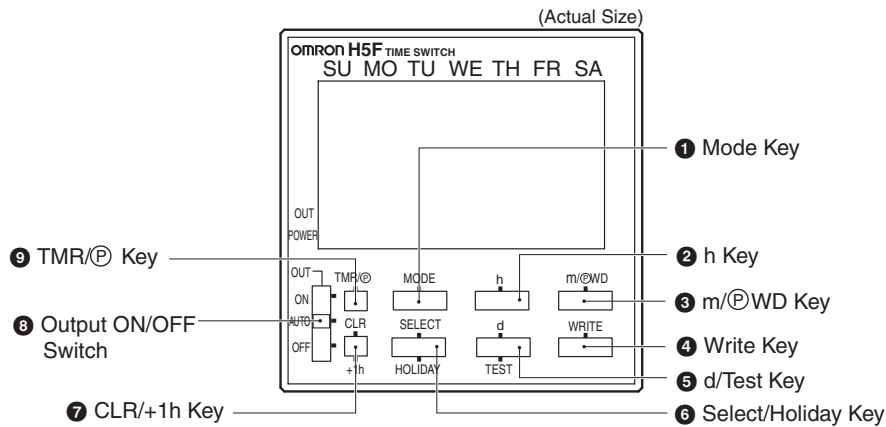 (Actual Size)
OMRON H5F TIME SWITCH
SU MO TU WE TH FR SA
❶ Mode Key
OUT
POWER
❾ TMR/Ⓟ Key
❷ h Key
OUT
TMR/Ⓟ
MODE
h
m/ⓅWD
ON
❸ m/ⓅWD Key
❽ Output ON/OFF
Switch
AUTO
CLR
SELECT
d
WRITE
❹ Write Key
OFF
+1h
HOLIDAY
TEST
❺ d/Test Key
❼ CLR/+1h Key
❻ Select/Holiday Key